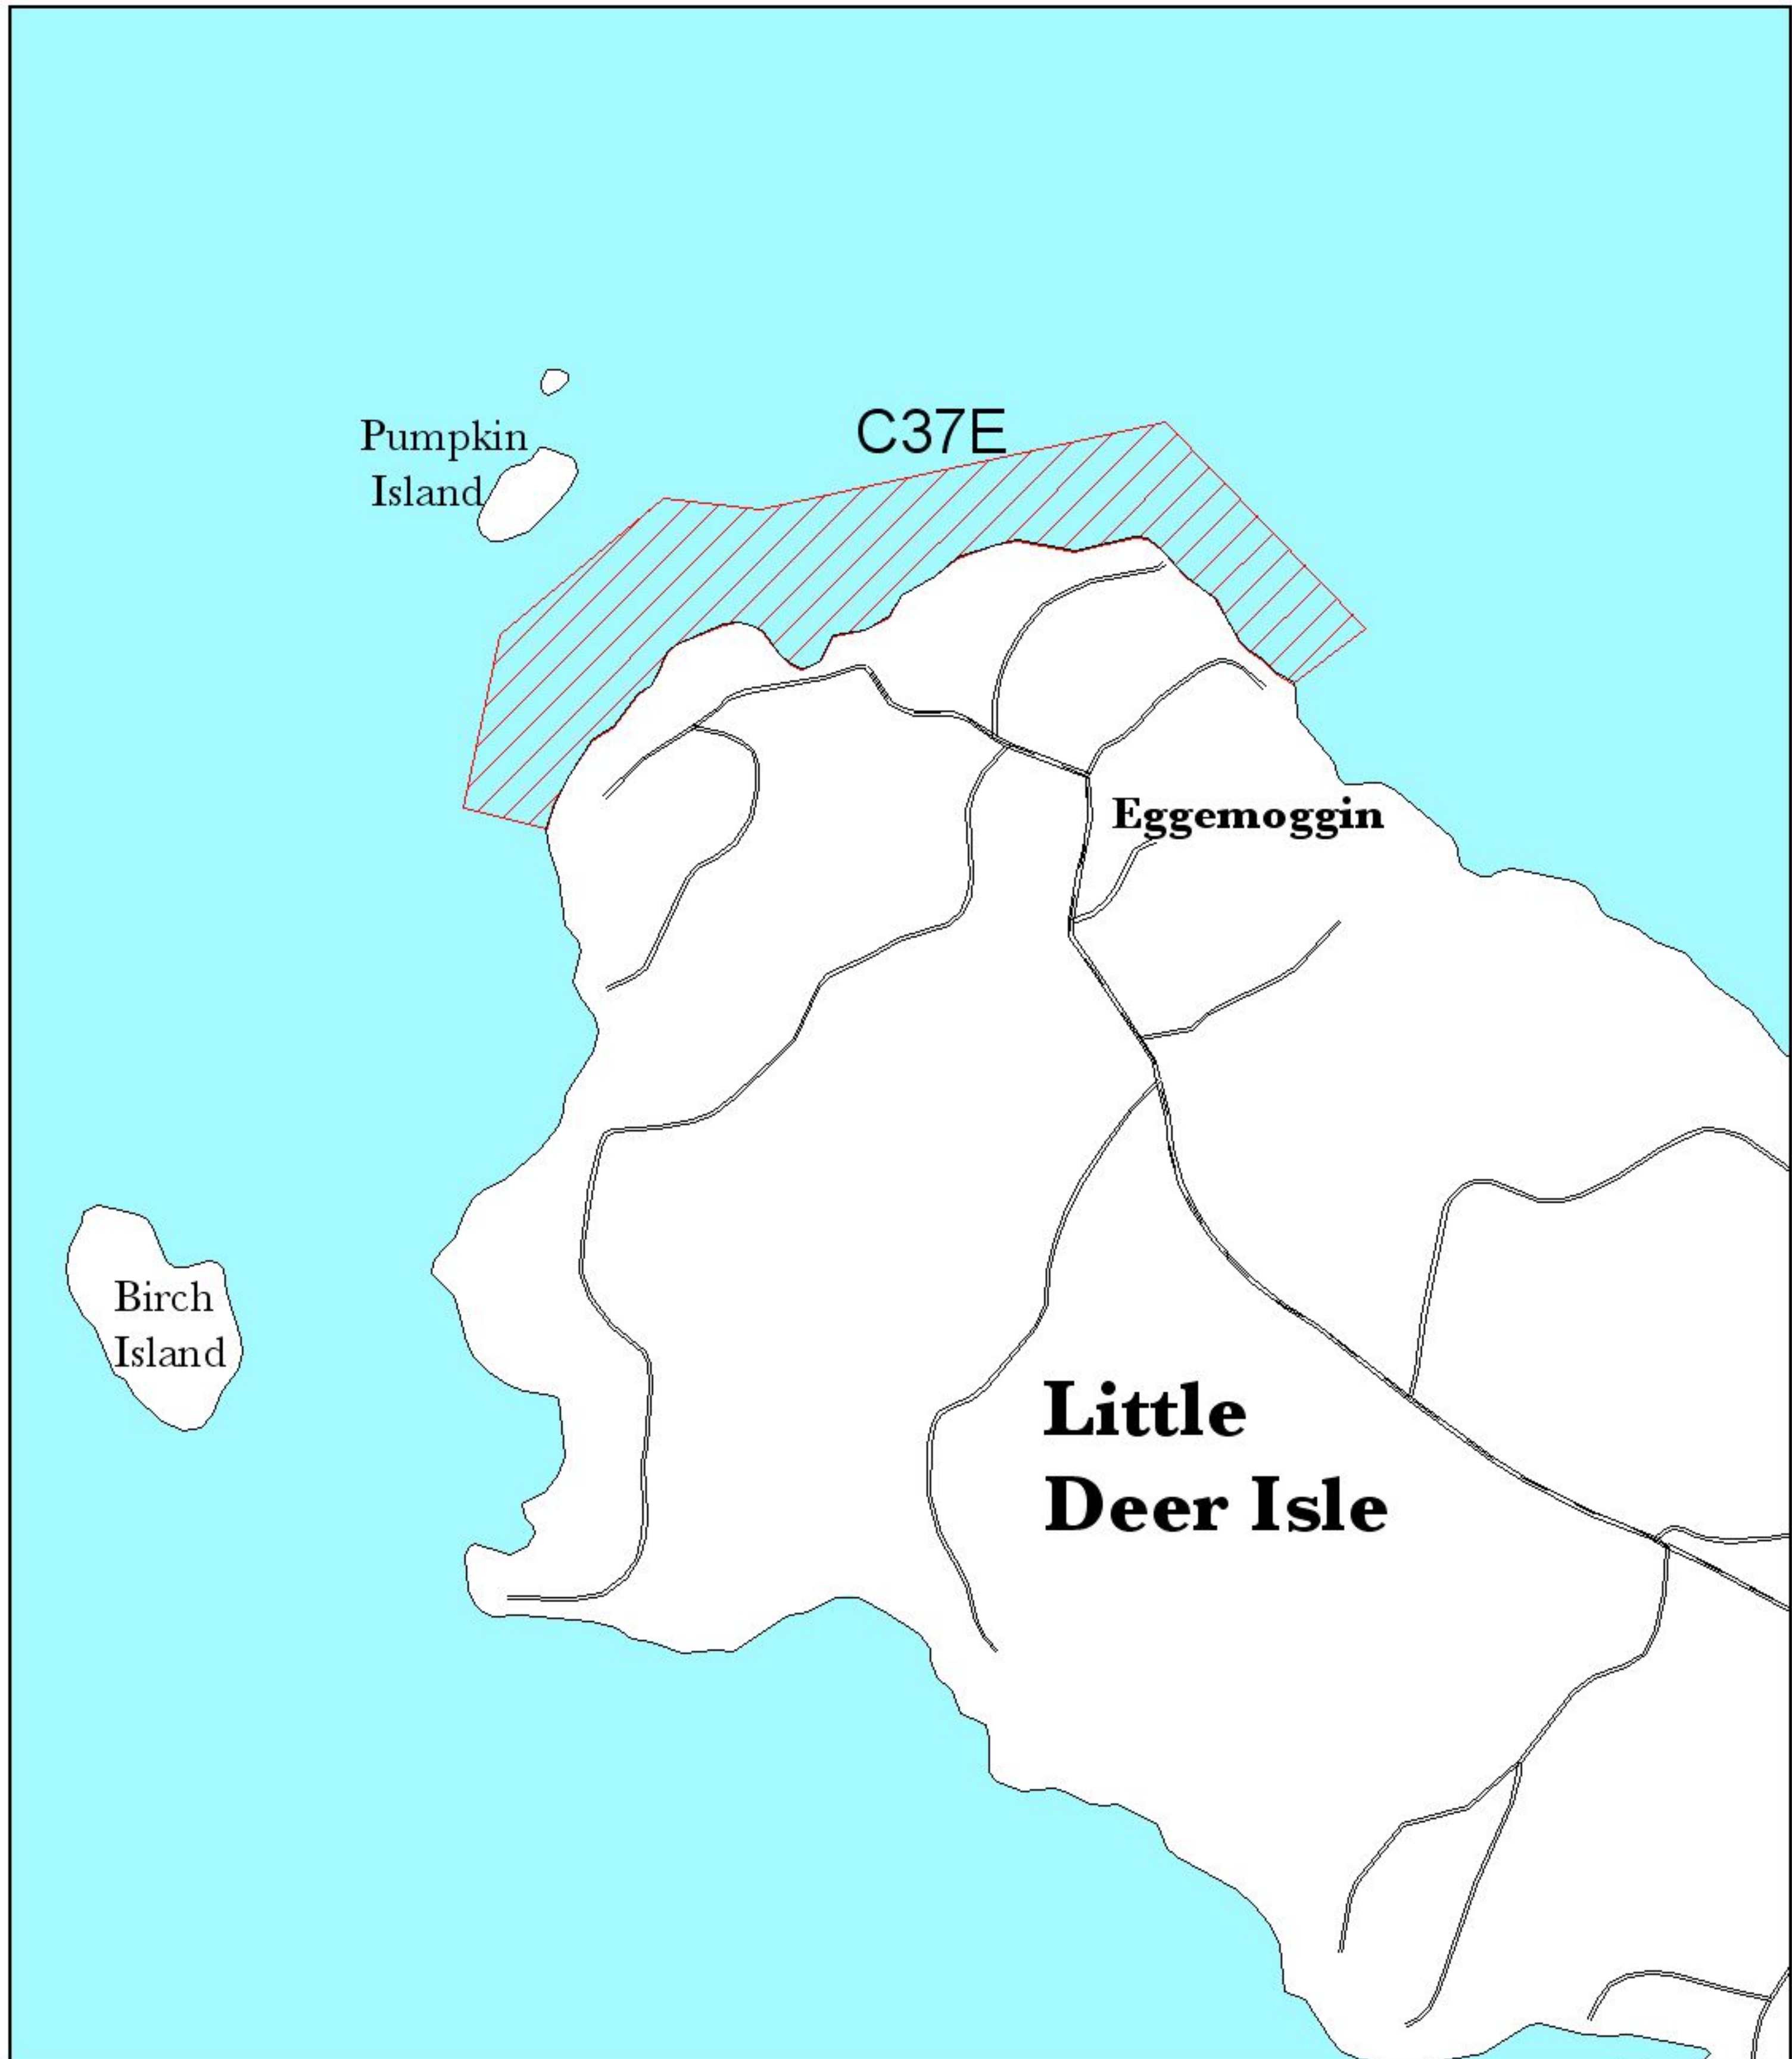 Pumpkin
Island
C37E
Eggemoggin
Birch
Island
Little
Deer Isle